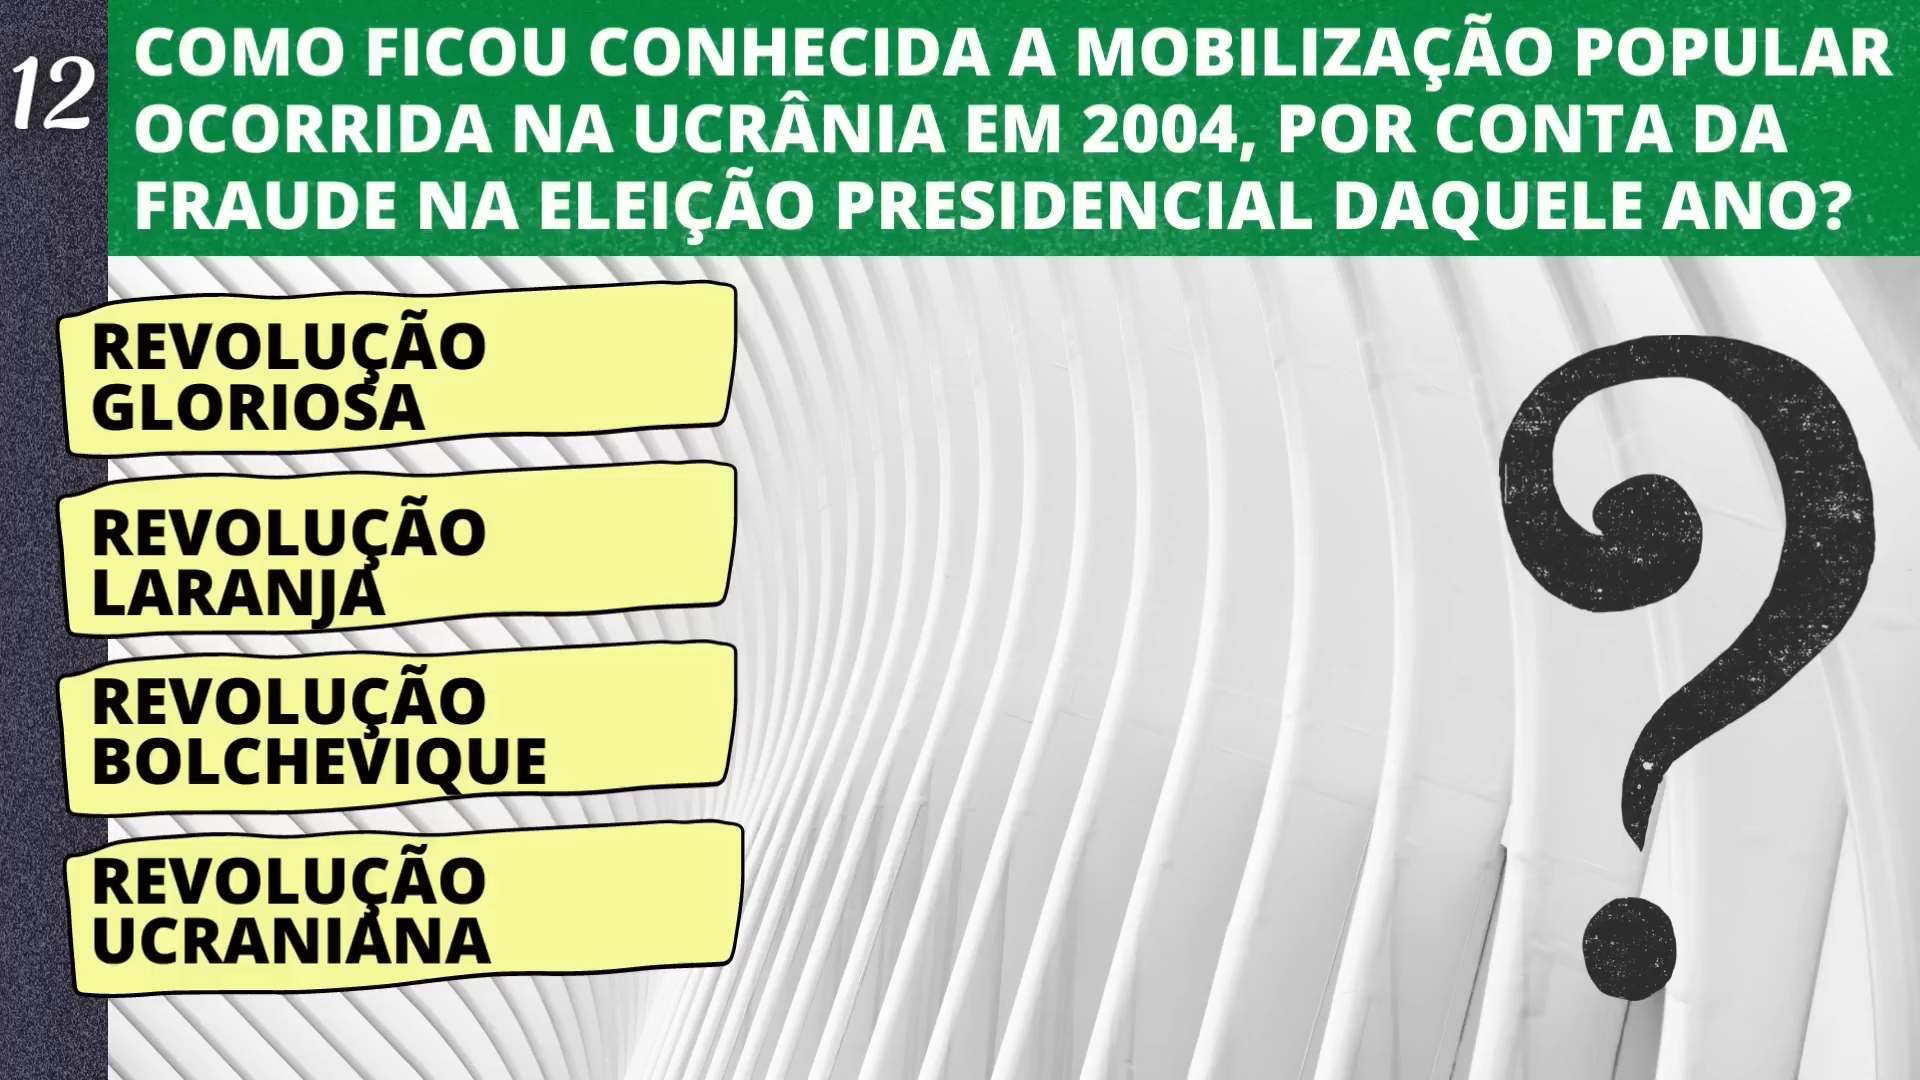 12
COMO FICOU CONHECIDA A MOBILIZAÇÃO POPULAR
OCORRIDA NA UCRÂNIA EM 2004, POR CONTA DA
FRAUDE NA ELEIÇÃO PRESIDENCIAL DAQUELE ANO?
REVOLUÇÃO
GLORIOSA
REVOLUÇÃO
LARANJA
REVOLUÇÃO
BOLCHEVIQUE
REVOLUÇÃO
UCRANIANA
?